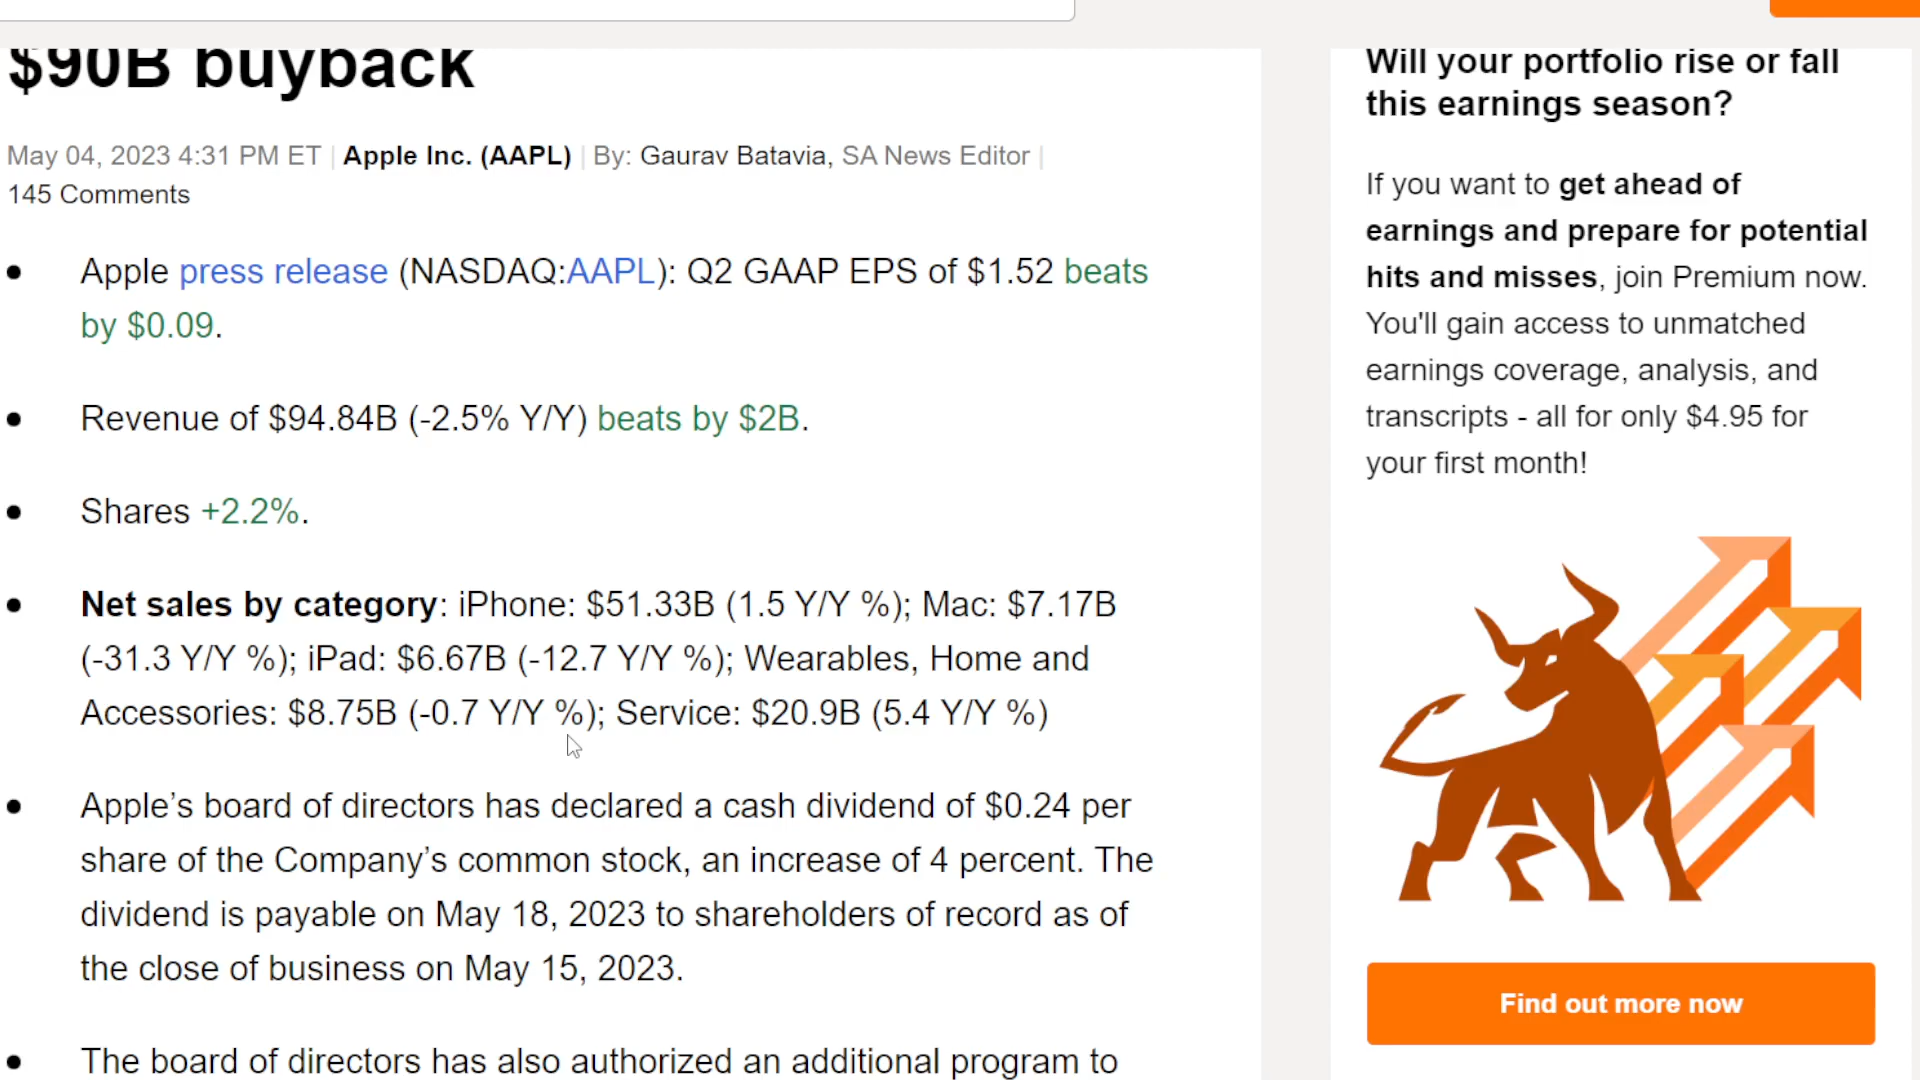 $90B buyback
May 04, 2023 4:31 PM ET | Apple Inc. (AAPL) | By: Gaurav Batavia, SA News Editor |
145 Comments
• Apple press release (NASDAQ:AAPL): Q2 GAAP EPS of $1.52 beats
by $0.09.
• Revenue of $94.84B (-2.5% Y/Y) beats by $2B.
• Shares +2.2%.
• Net sales by category: iPhone: $51.33B (1.5 Y/Y %); Mac: $7.17B
(-31.3 Y/Y %); iPad: $6.67B (-12.7 Y/Y %); Wearables, Home and
Accessories: $8.75B (-0.7 Y/Y %); Service: $20.9B (5.4 Y/Y %)
• Apple’s board of directors has declared a cash dividend of $0.24 per
share of the Company’s common stock, an increase of 4 percent. The
dividend is payable on May 18, 2023 to shareholders of record as of
the close of business on May 15, 2023.
• The board of directors has also authorized an additional program to
Will your portfolio rise or fall
this earnings season?
If you want to get ahead of
earnings and prepare for potential
hits and misses, join Premium now.
You'll gain access to unmatched
earnings coverage, analysis, and
transcripts - all for only $4.95 for
your first month!
Find out more now